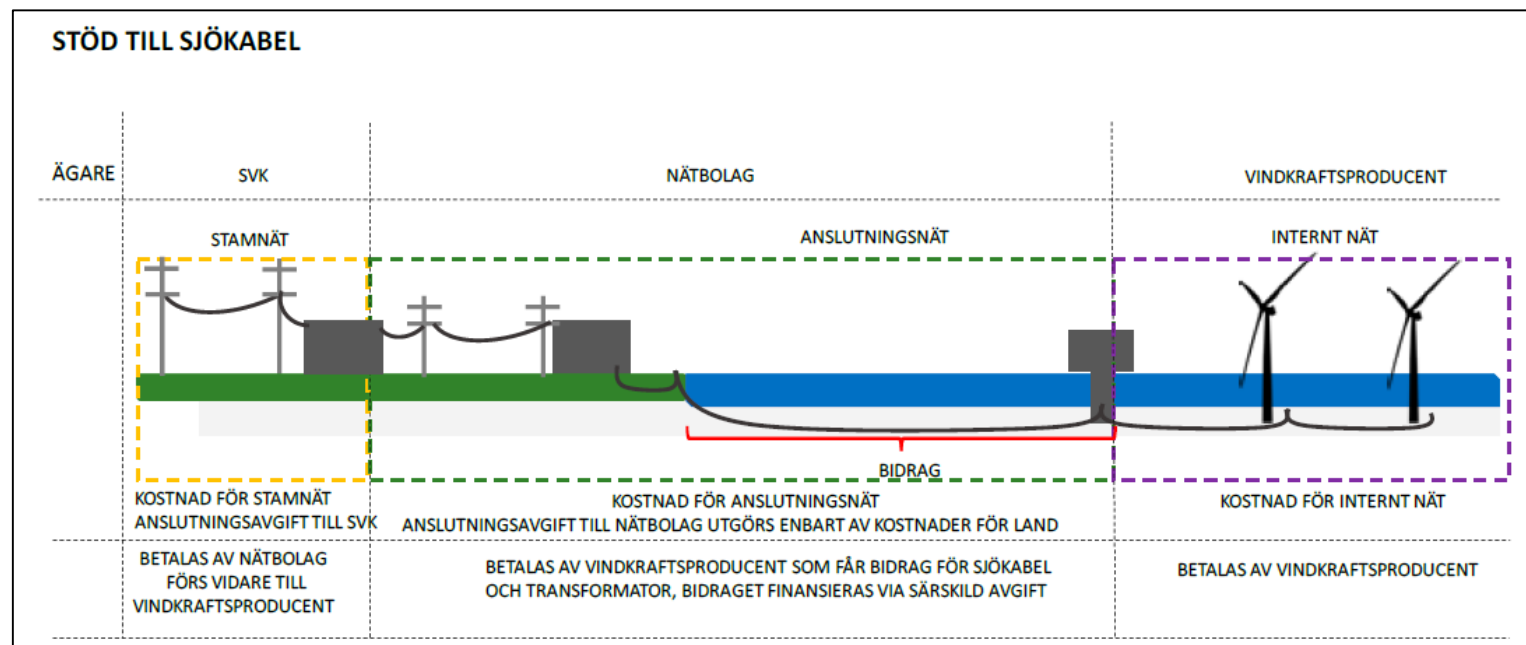 STÖD TILL SJÖKABEL
ÄGARE
SVK
NÄTBOLAG
VINDKRAFTSPRODUCENT
STAMNÄT
ANSLUTNINGSNÄT
INTERNT NÄT
BIDRAG
KOSTNAD FÖR STAMNÄT
ANSLUTNINGSAVGIFT TILL SVK
KOSTNAD FÖR ANSLUTNINGSNÄT
ANSLUTNINGSAVGIFT TILL NÄTBOLAG UTGÖRS ENBART AV KOSTNADER FÖR LAND
KOSTNAD FÖR INTERNT NÄT
BETALAS AV NÄTBOLAG
FÖRS VIDARE TILL
VINDKRAFTSPRODUCENT
BETALAS AV VINDKRAFTSPRODUCENT SOM FÅR BIDRAG FÖR SJÖKABEL
OCH TRANSFORMATOR, BIDRAGET FINANSIERAS VIA SÄRSKILD AVGIFT
BETALAS AV VINDKRAFTSPRODUCENT